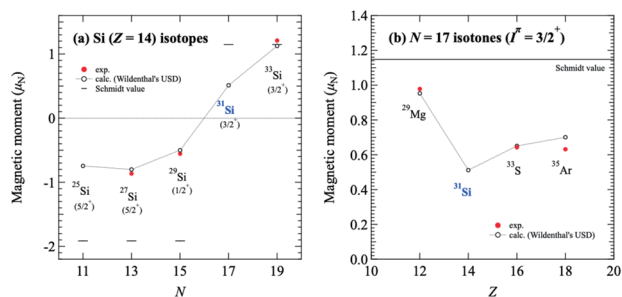 (a) Si (Z = 14) isotopes
exp.
calc. (Wildenthal's USD)
Schmidt value
33Si
(3/2+)
31Si
(3/2+)
29Si
(1/2+)
27Si
(5/2+)
25Si
(5/2+)
Magnetic moment (μN)
1
0
-1
-2
11 13 15 17 19
N
(b) N = 17 isotones (Iπ = 3/2+)
Schmidt value
29Mg
31Si
33S
35Ar
exp.
calc. (Wildenthal's USD)
Magnetic moment (μN)
1.4
1.2
1.0
0.8
0.6
0.4
0.2
0.0
10 12 14 16 18 20
Z